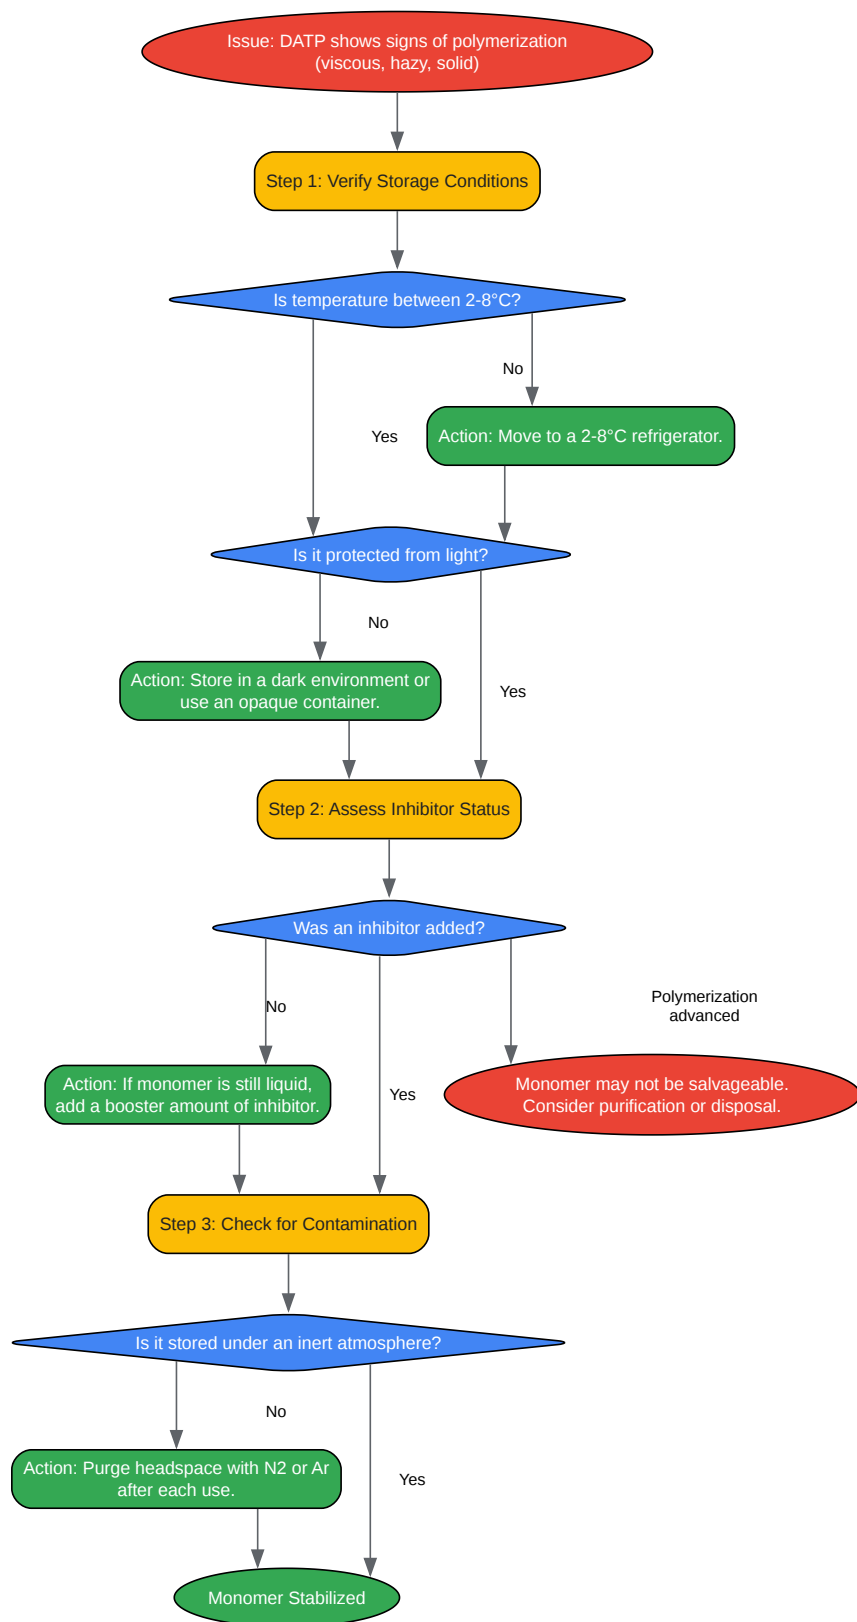 Issue: DATP shows signs of polymerization
(viscous, hazy, solid)
Step 1: Verify Storage Conditions
Is temperature between 2-8°C?
No
Yes
Action: Move to a 2-8°C refrigerator.
Is it protected from light?
No
Action: Store in a dark environment or
use an opaque container.
Yes
Step 2: Assess Inhibitor Status
Was an inhibitor added?
Polymerization
advanced
No
Action: If monomer is still liquid,
add a booster amount of inhibitor.
Yes
Monomer may not be salvageable.
Consider purification or disposal.
Step 3: Check for Contamination
Is it stored under an inert atmosphere?
No
Action: Purge headspace with N2 or Ar
after each use.
Yes
Monomer Stabilized